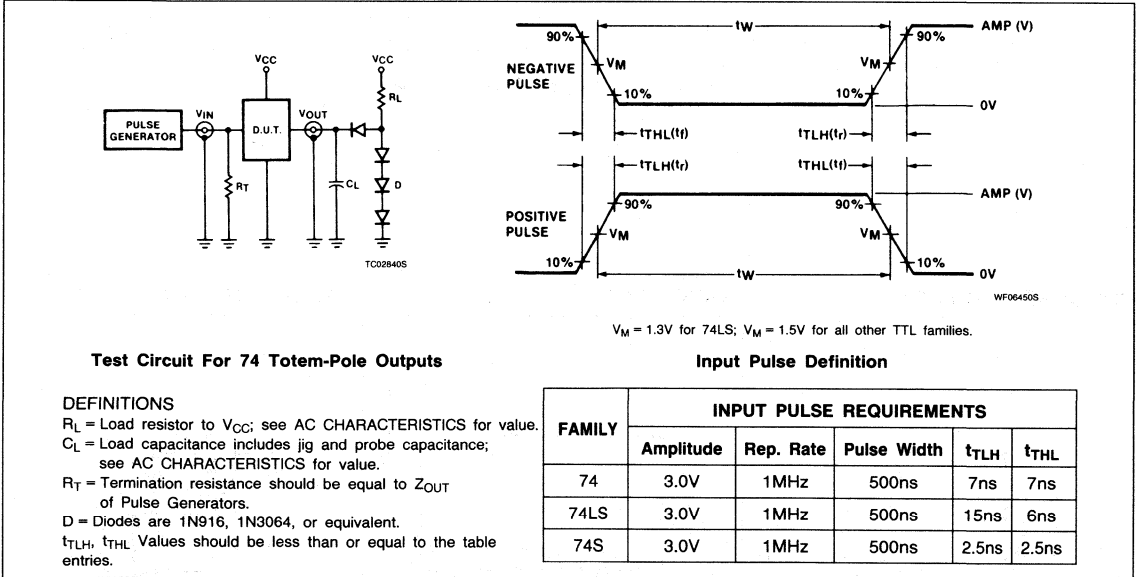 VCC
VCC
RL
PULSE
GENERATOR
VIN
D.U.T.
VOUT
RT
CL
D
TC02840S
NEGATIVE
PULSE
90%
VM
10%
tW
90%
VM
10%
AMP (V)
0V
tTHL(tf)
tTLH(tr)
tTLH(tr)
tTHL(tf)
POSITIVE
PULSE
90%
VM
10%
tW
90%
VM
10%
AMP (V)
0V
WF06450S
VM = 1.3V for 74LS; VM = 1.5V for all other TTL families.
Test Circuit For 74 Totem-Pole Outputs
Input Pulse Definition
DEFINITIONS
RL = Load resistor to VCC; see AC CHARACTERISTICS for value.
CL = Load capacitance includes jig and probe capacitance;
see AC CHARACTERISTICS for value.
RT = Termination resistance should be equal to ZOUT
of Pulse Generators.
D = Diodes are 1N916, 1N3064, or equivalent.
tTLH, tTHL Values should be less than or equal to the table
entries.
FAMILY INPUT PULSE REQUIREMENTS
Amplitude Rep. Rate Pulse Width tTLH tTHL
74 3.0V 1MHz 500ns 7ns 7ns
74LS 3.0V 1MHz 500ns 15ns 6ns
74S 3.0V 1MHz 500ns 2.5ns 2.5ns